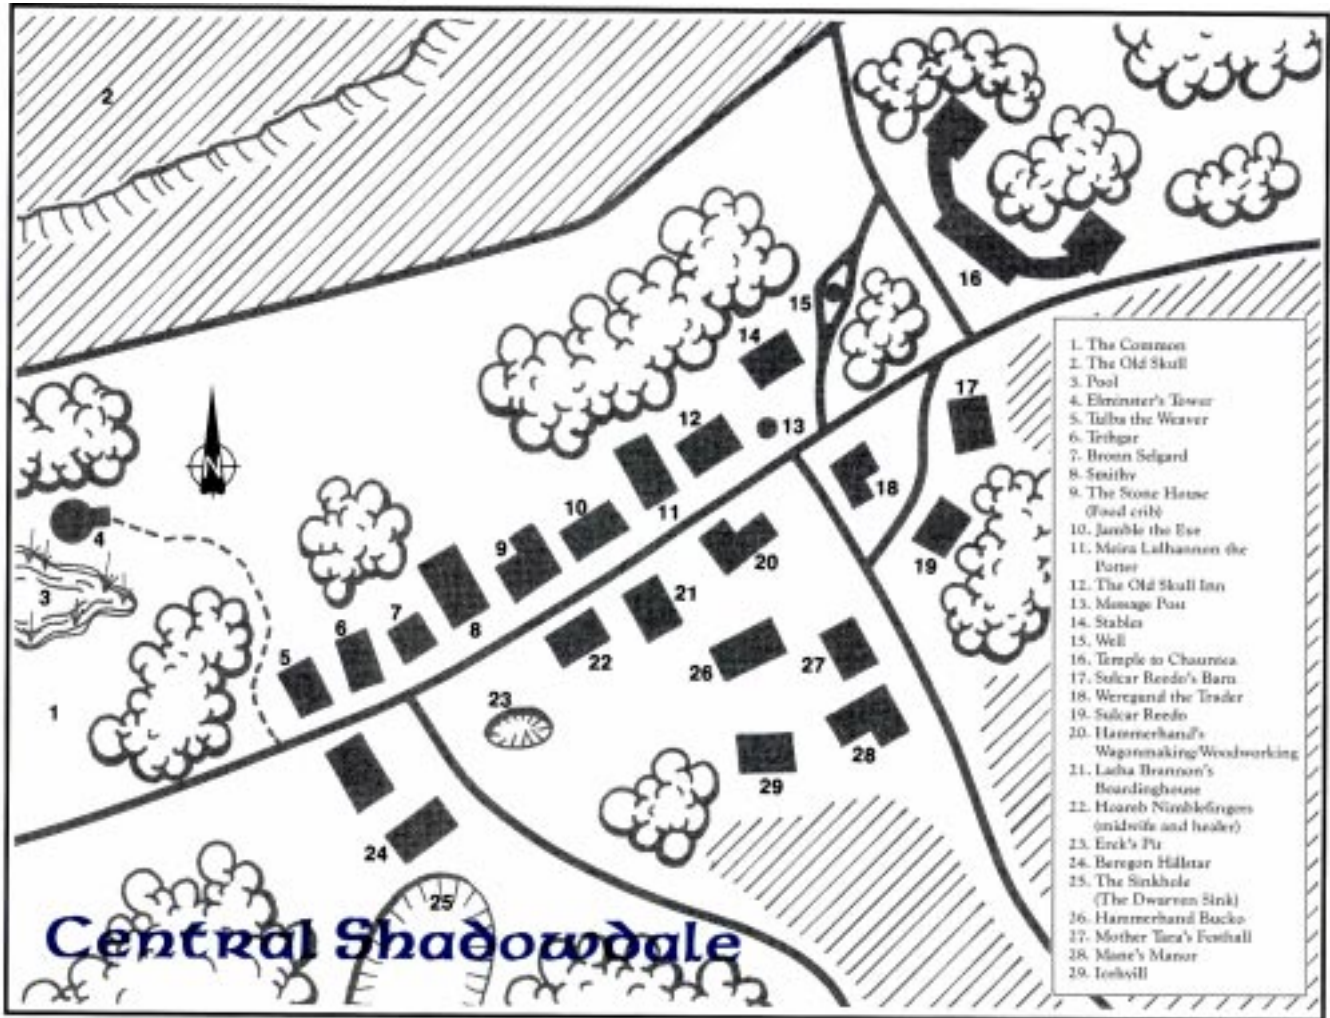 2
16
15
14
17
12
13
18
10
11
4
9
20
19
3
21
7
8
6
22
5
26
27
1
23
28
29
24
25
N
Central Shadowdale
1. The Common
2. The Old Skull
3. Pool
4. Elminster's Tower
5. Tulba the Weaver
6. Tethgar
7. Bronn Selgard
8. Smithy
9. The Stone House
(Food crib)
10. Jamble the Eye
11. Meira Lulhannon the
Potter
12. The Old Skull Inn
13. Message Post
14. Stables
15. Well
16. Temple to Chauntea
17. Sulcar Reedo's Barn
18. Weregund the Trader
19. Sulcar Reedo
20. Hammerhand's
Wagonmaking/Woodworking
21. Latha Brannon's
Boardinghouse
22. Hoareb Nimblefingers
(midwife and healer)
23. Erek's Pit
24. Beregon Hillstar
25. The Sinkhole
(The Dwarven Sink)
26. Hammerhand Bucko
27. Mother Tara's Festhall
28. Mane's Manor
29.